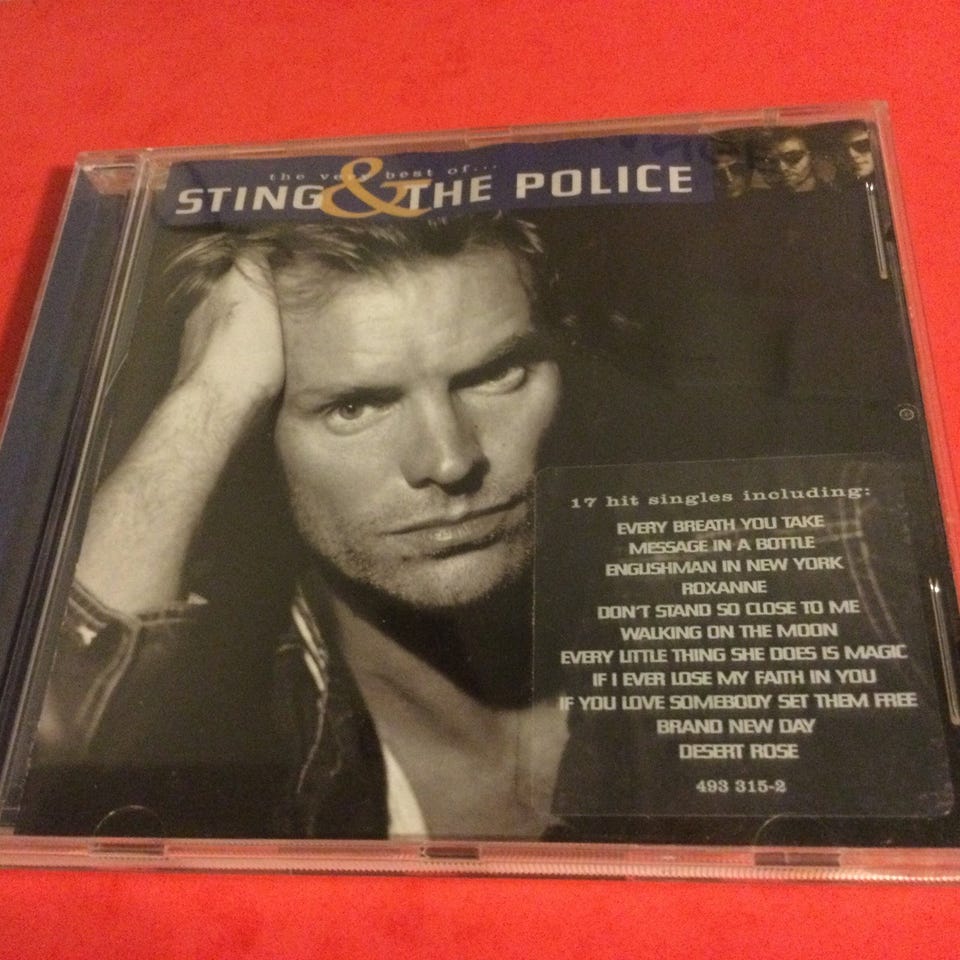 the very best of...
STING & THE POLICE
17 hit singles including:
EVERY BREATH YOU TAKE
MESSAGE IN A BOTTLE
ENGLISHMAN IN NEW YORK
ROXANNE
DON'T STAND SO CLOSE TO ME
WALKING ON THE MOON
EVERY LITTLE THING SHE DOES IS MAGIC
IF I EVER LOSE MY FAITH IN YOU
IF YOU LOVE SOMEBODY SET THEM FREE
BRAND NEW DAY
DESERT ROSE
493 315-2